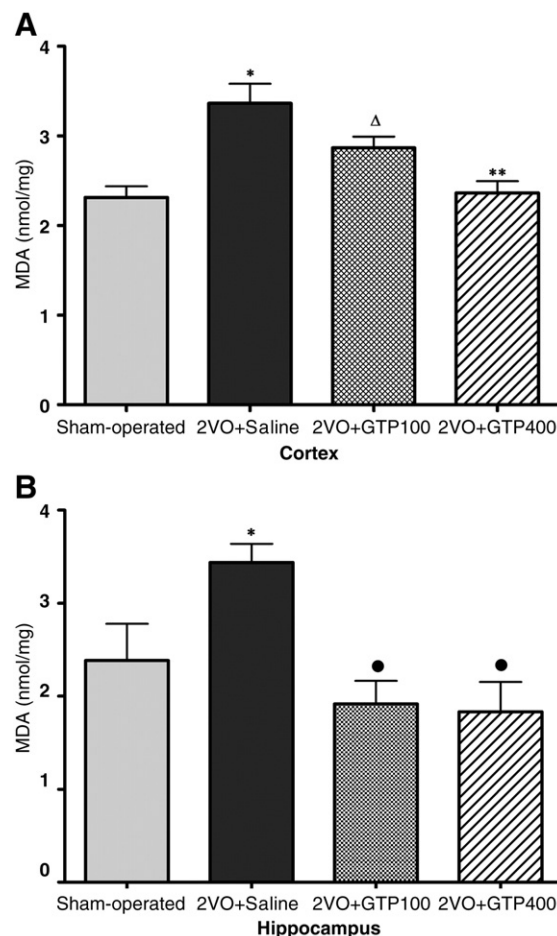 A
MDA (nmol/mg)
4
3
2
1
0
*
Δ
**
Sham-operated 2VO+Saline 2VO+GTP100 2VO+GTP400
Cortex
B
MDA (nmol/mg)
4
3
2
1
0
*
●
●
Sham-operated 2VO+Saline 2VO+GTP100 2VO+GTP400
Hippocampus